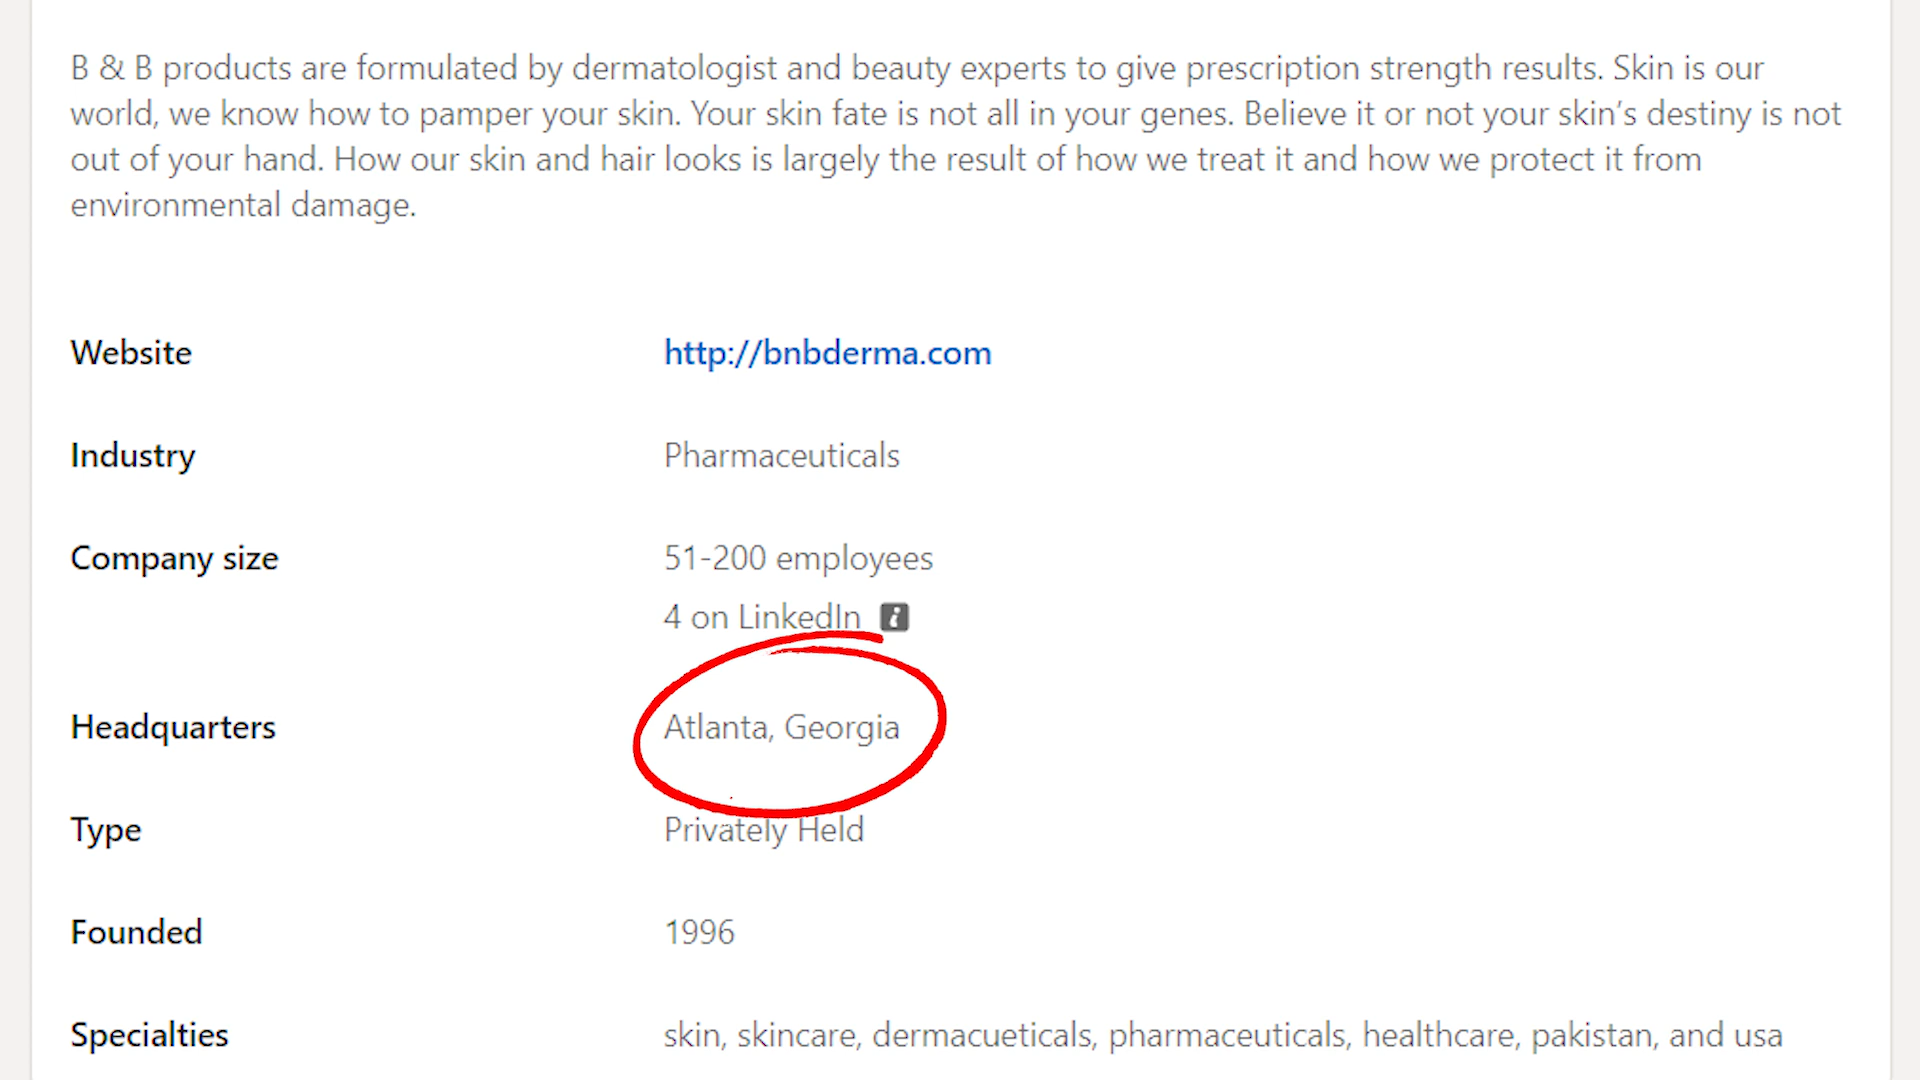 B & B products are formulated by dermatologist and beauty experts to give prescription strength results. Skin is our
world, we know how to pamper your skin. Your skin fate is not all in your genes. Believe it or not your skin’s destiny is not
out of your hand. How our skin and hair looks is largely the result of how we treat it and how we protect it from
environmental damage.
Website http://bnbderma.com
Industry Pharmaceuticals
Company size 51-200 employees
4 on LinkedIn i
Headquarters Atlanta, Georgia
Type Privately Held
Founded 1996
Specialties skin, skincare, dermacueticals, pharmaceuticals, healthcare, pakistan, and usa